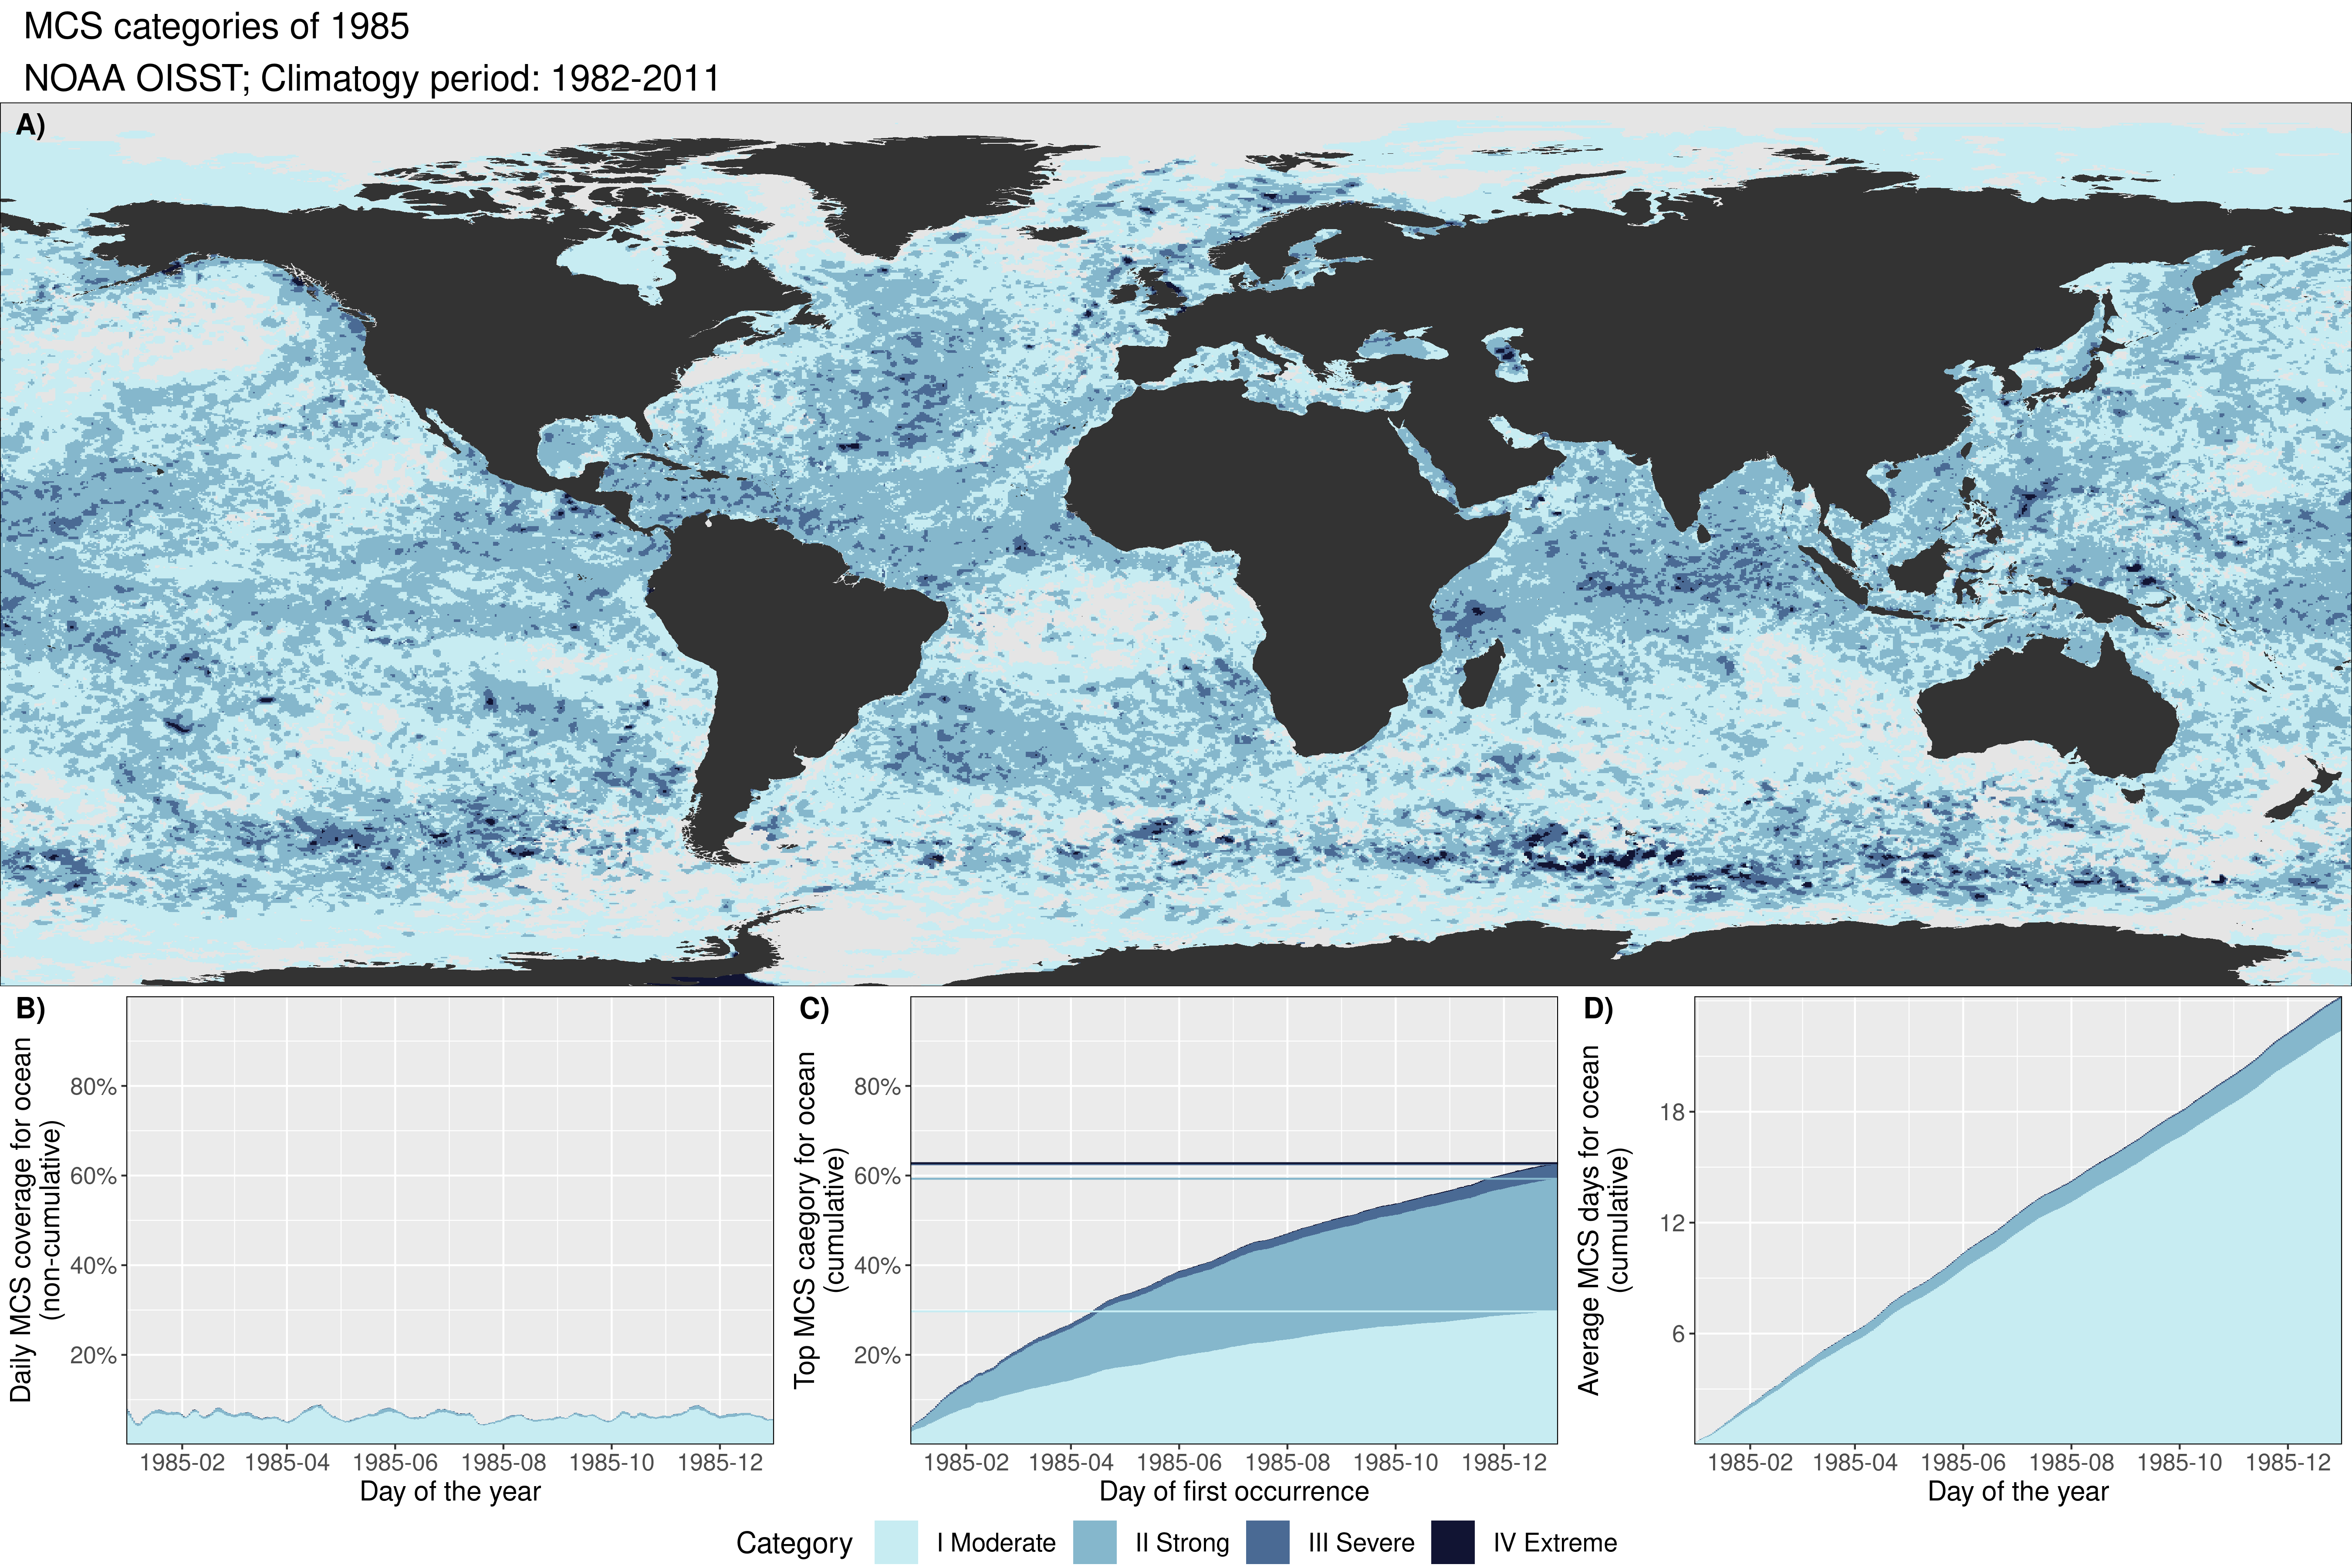 MCS categories of 1985
NOAA OISST; Climatogy period: 1982-2011
A)
B)
Daily MCS coverage for ocean
(non-cumulative)
80%
60%
40%
20%
1985-02 1985-04 1985-06 1985-08 1985-10 1985-12
Day of the year
C)
Top MCS category for ocean
(cumulative)
80%
60%
40%
20%
1985-02 1985-04 1985-06 1985-08 1985-10 1985-12
Day of first occurrence
D)
Average MCS days for ocean
(cumulative)
18
12
6
1985-02 1985-04 1985-06 1985-08 1985-10 1985-12
Day of the year
Category I Moderate II Strong III Severe IV Extreme